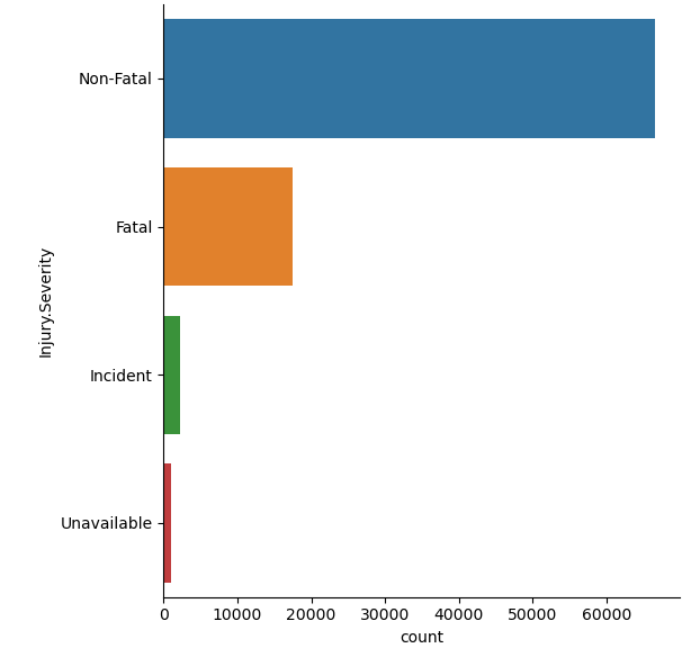 Non-Fatal
Fatal
Incident
Unavailable
Injury.Severity
0 10000 20000 30000 40000 50000 60000
count